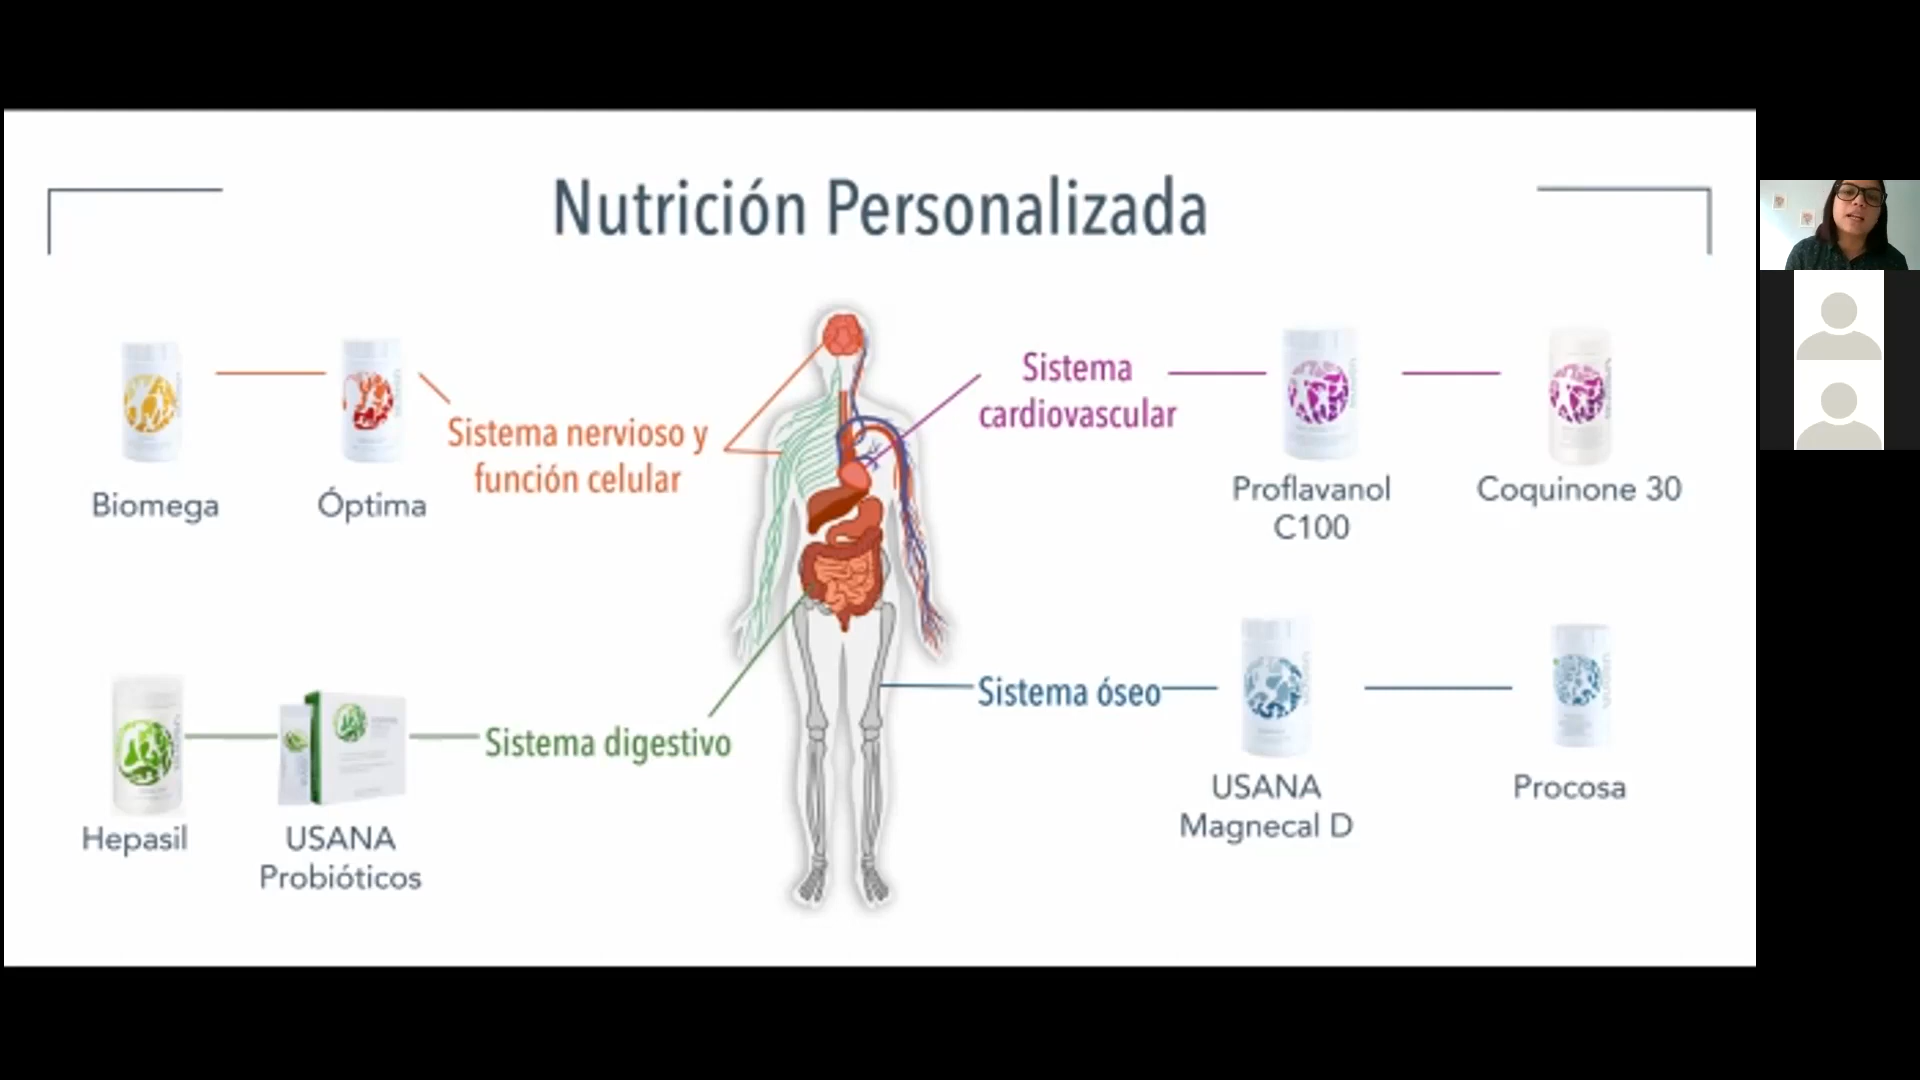 Nutrición Personalizada
Biomega
Óptima
Sistema nervioso y
función celular
Sistema
cardiovascular
Proflavanol
C100
Coquinone 30
Hepasil
USANA
Probióticos
Sistema digestivo
Sistema óseo
USANA
Magnecal D
Procosa